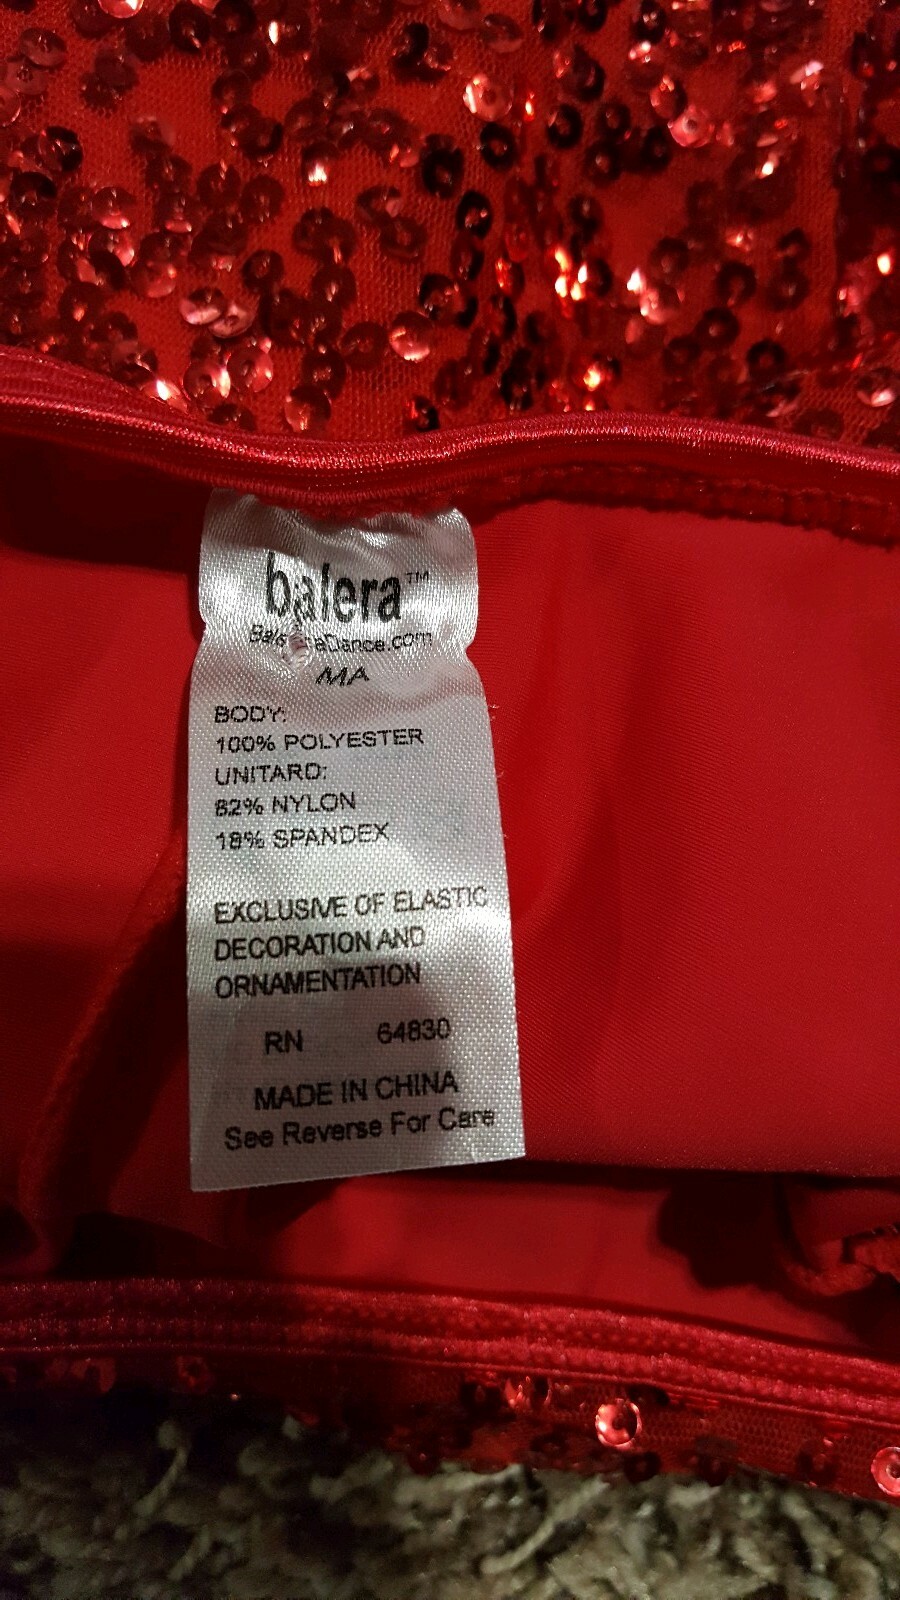 balera™
BaleraDance.com
MA
BODY:
100% POLYESTER
UNITARD:
82% NYLON
18% SPANDEX
EXCLUSIVE OF ELASTIC
DECORATION AND
ORNAMENTATION
RN 64830
MADE IN CHINA
See Reverse For Care